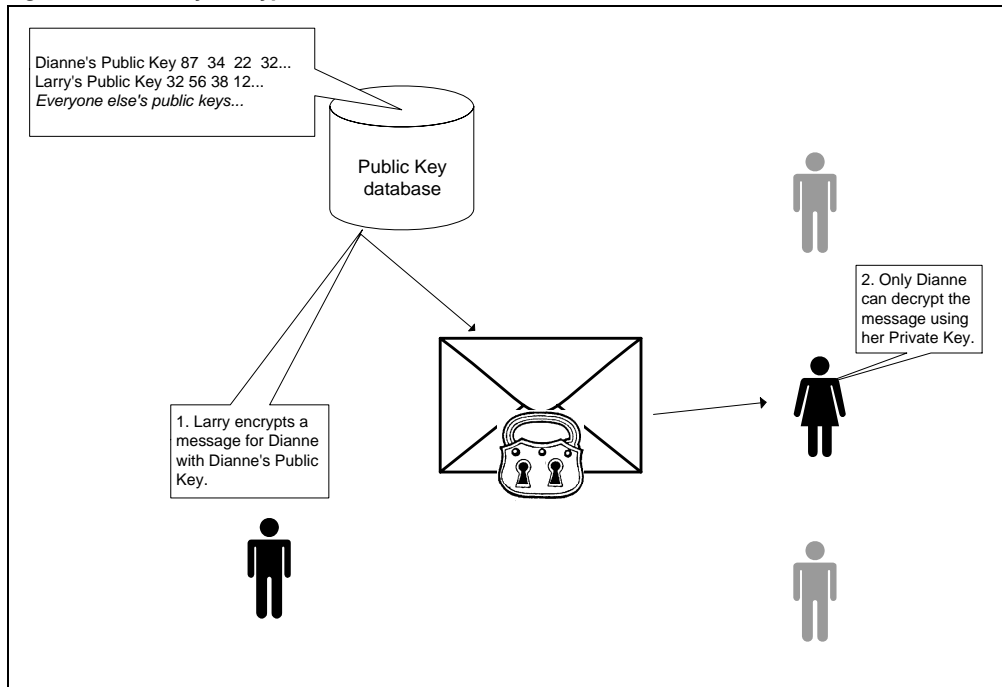 Dianne's Public Key 87 34 22 32...
Larry's Public Key 32 56 38 12...
Everyone else's public keys...
Public Key
database
2. Only Dianne
can decrypt the
message using
her Private Key.
1. Larry encrypts a
message for Dianne
with Dianne's Public
Key.